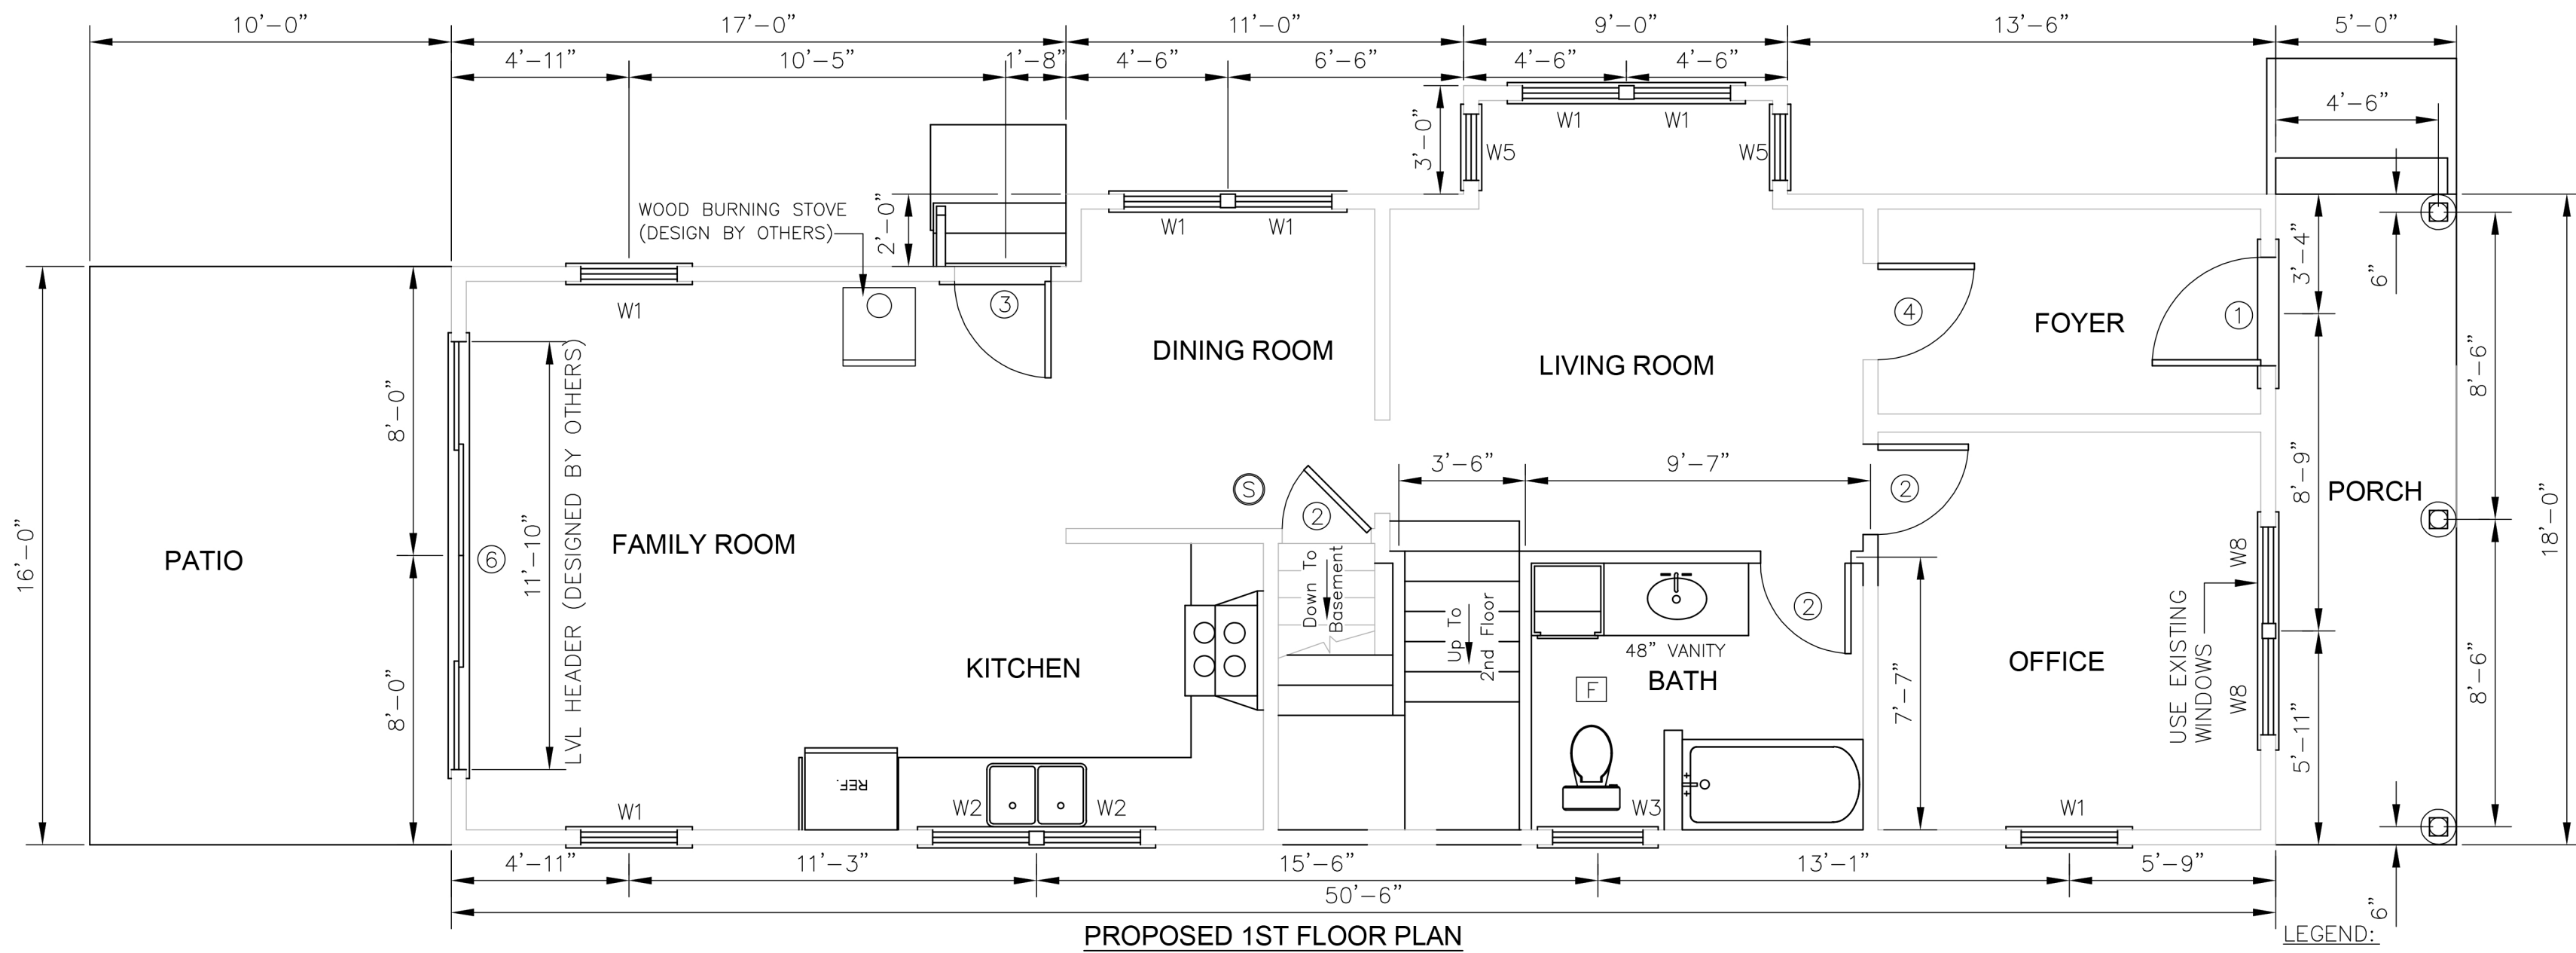 10'-0" 17'-0" 11'-0" 9'-0" 13'-6" 5'-0"
4'-11" 10'-5" 1'-8" 4'-6" 6'-6" 4'-6" 4'-6"
4'-6"
3'-0"
W1 W1
W5 W5
WOOD BURNING STOVE
(DESIGN BY OTHERS)
2'-0"
W1 W1
3'-4"
6"
W1
3
4
1
FOYER
DINING ROOM
LIVING ROOM
8'-0"
8'-6"
LVL HEADER (DESIGNED BY OTHERS)
11'-10"
16'-0"
3'-6" 9'-7"
8'-9"
S
2
2
PORCH
18'-0"
FAMILY ROOM
PATIO
6
Down To
Basement
Up To
2nd Floor
2
W8
USE EXISTING
WINDOWS
48" VANITY
KITCHEN
BATH
OFFICE
F
7'-7"
8'-0"
W8
8'-6"
5'-11"
REF.
W1
W2 W2
W3
W1
4'-11" 11'-3" 15'-6" 13'-1" 5'-9"
50'-6"
6"
PROPOSED 1ST FLOOR PLAN
LEGEND: